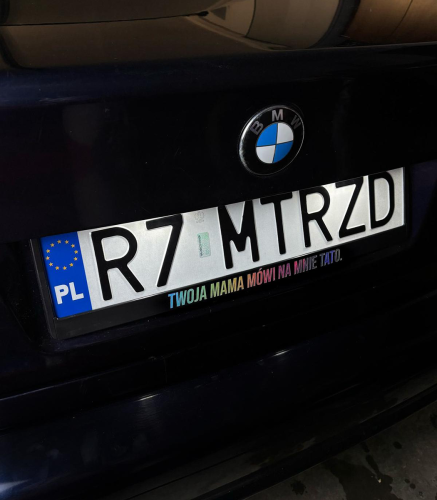 BMW
R7 MTRZD
PL
TWOJA MAMA MÓWI NA MNIE TATO.